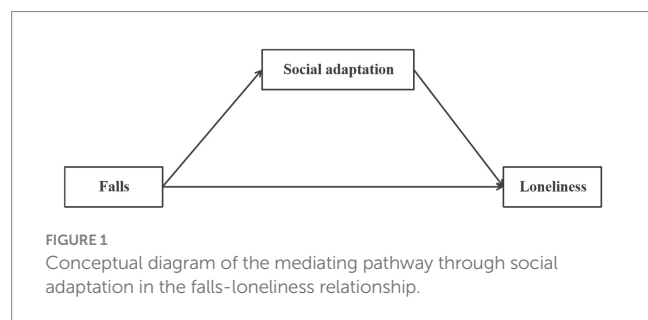 Social adaptation
Falls
Loneliness
FIGURE 1
Conceptual diagram of the mediating pathway through social
adaptation in the falls-loneliness relationship.